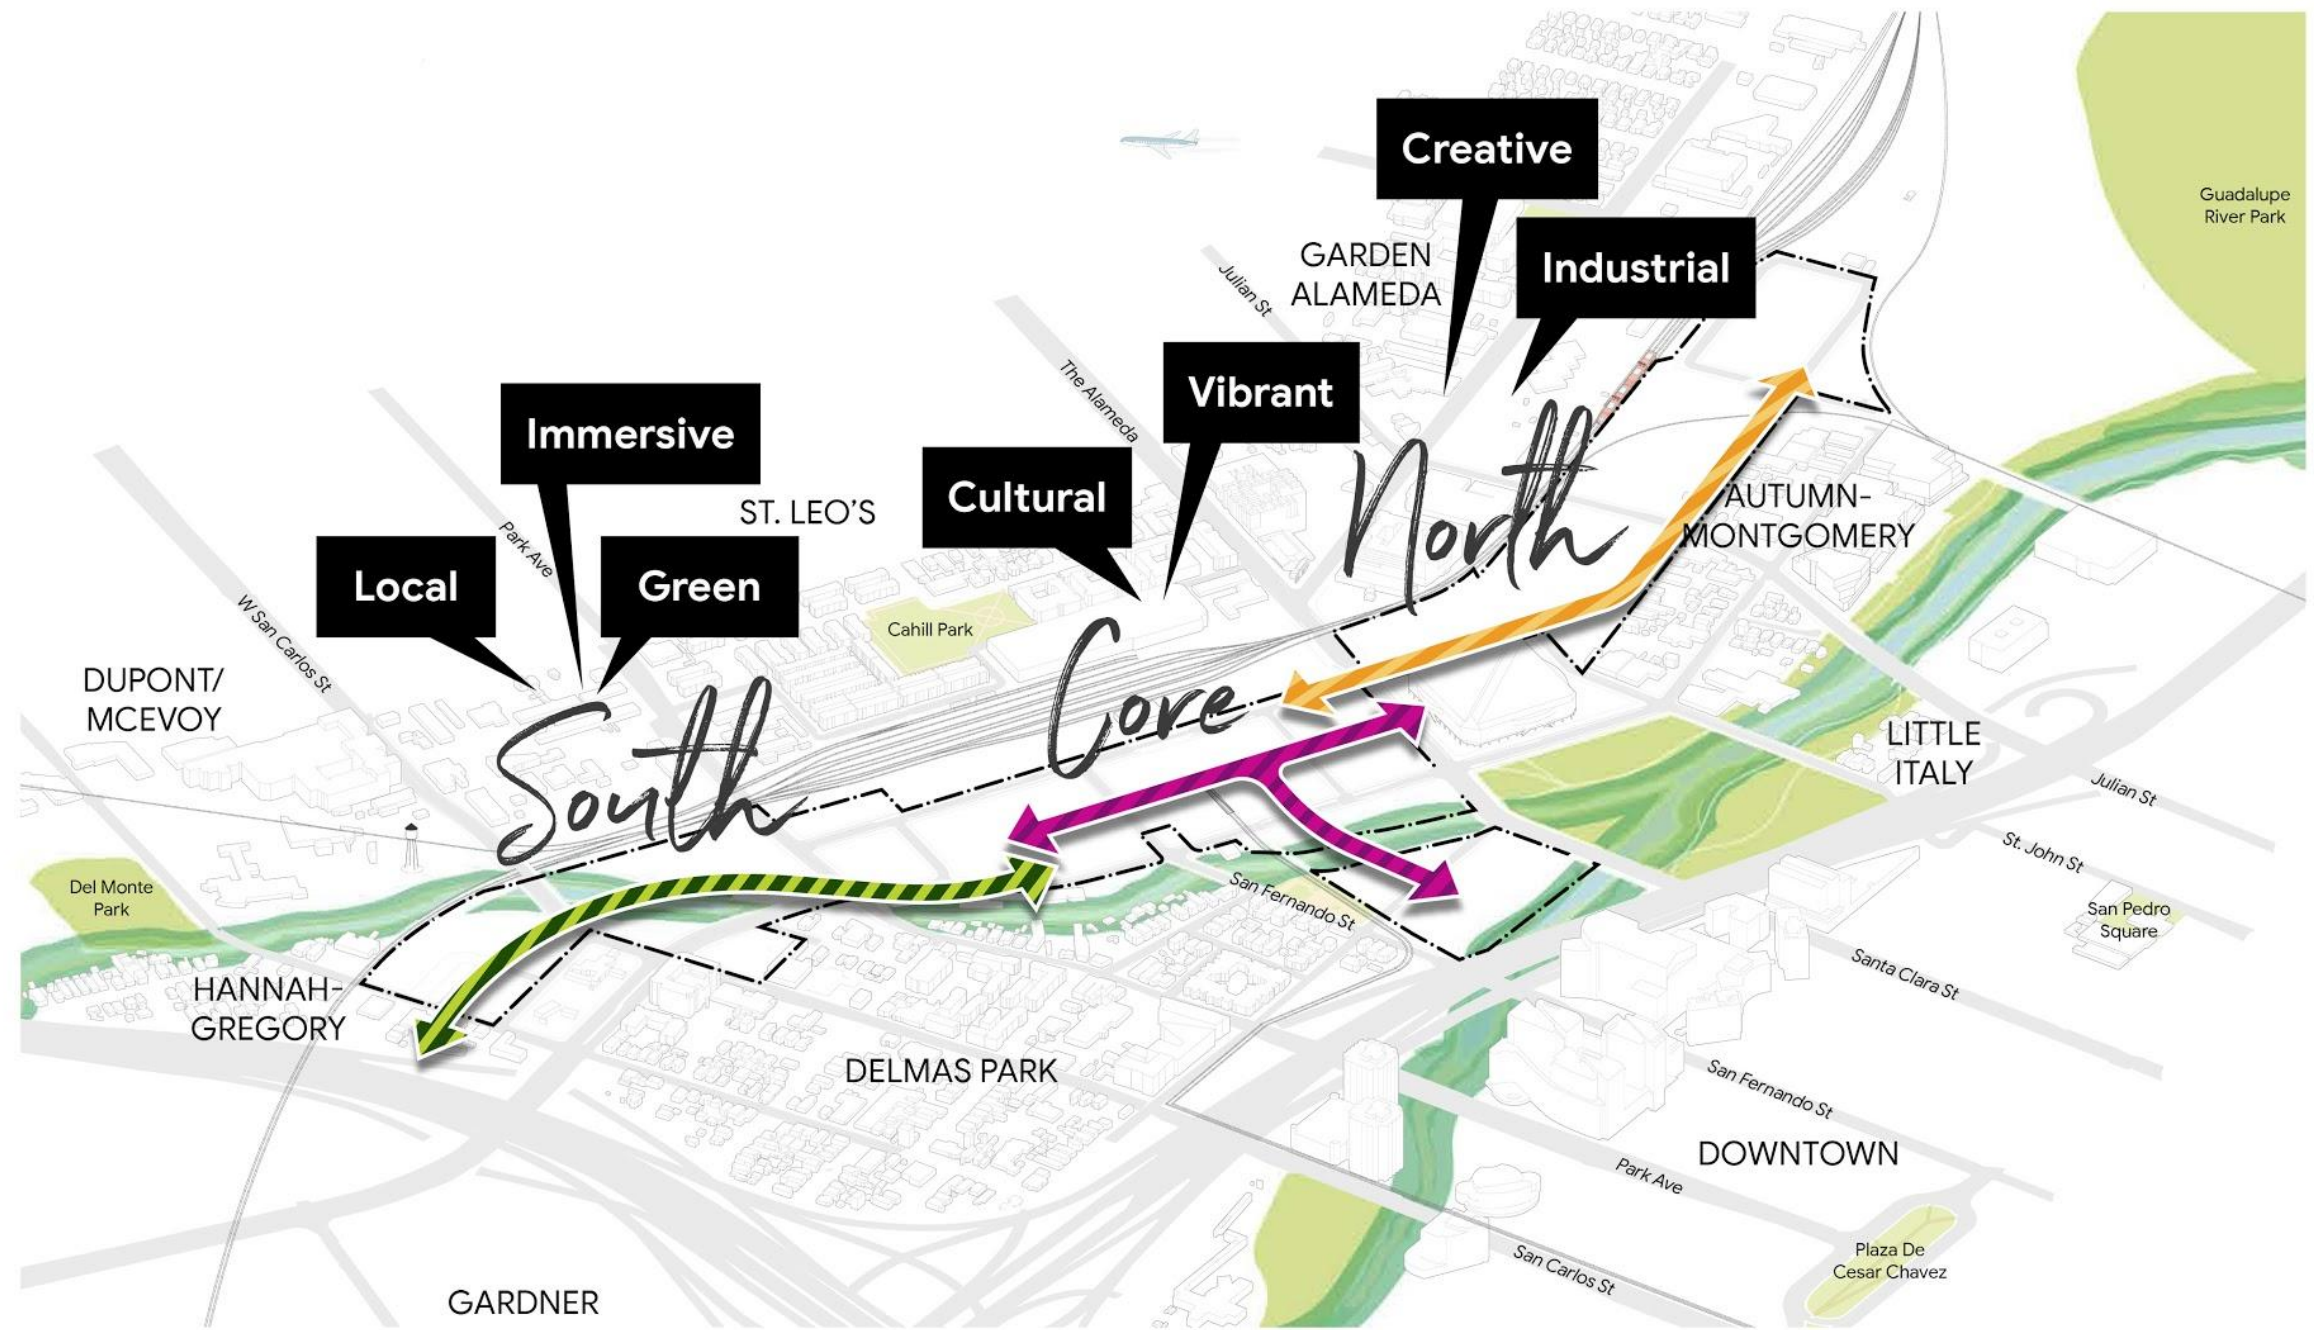 Creative
Guadalupe
River Park
GARDEN
ALAMEDA
Industrial
Julian St
The Alameda
Vibrant
Immersive
Cultural
North
AUTUMN-
MONTGOMERY
ST. LEO'S
Park Ave
Local
Green
W San Carlos St
Cahill Park
DUPONT/
MCEVOY
South
Core
LITTLE
ITALY
Julian St
St. John St
Del Monte
Park
San Fernando St
San Pedro
Square
Santa Clara St
HANNAH-
GREGORY
DELMAS PARK
San Fernando St
DOWNTOWN
Park Ave
San Carlos St
Plaza De
Cesar Chavez
GARDNER